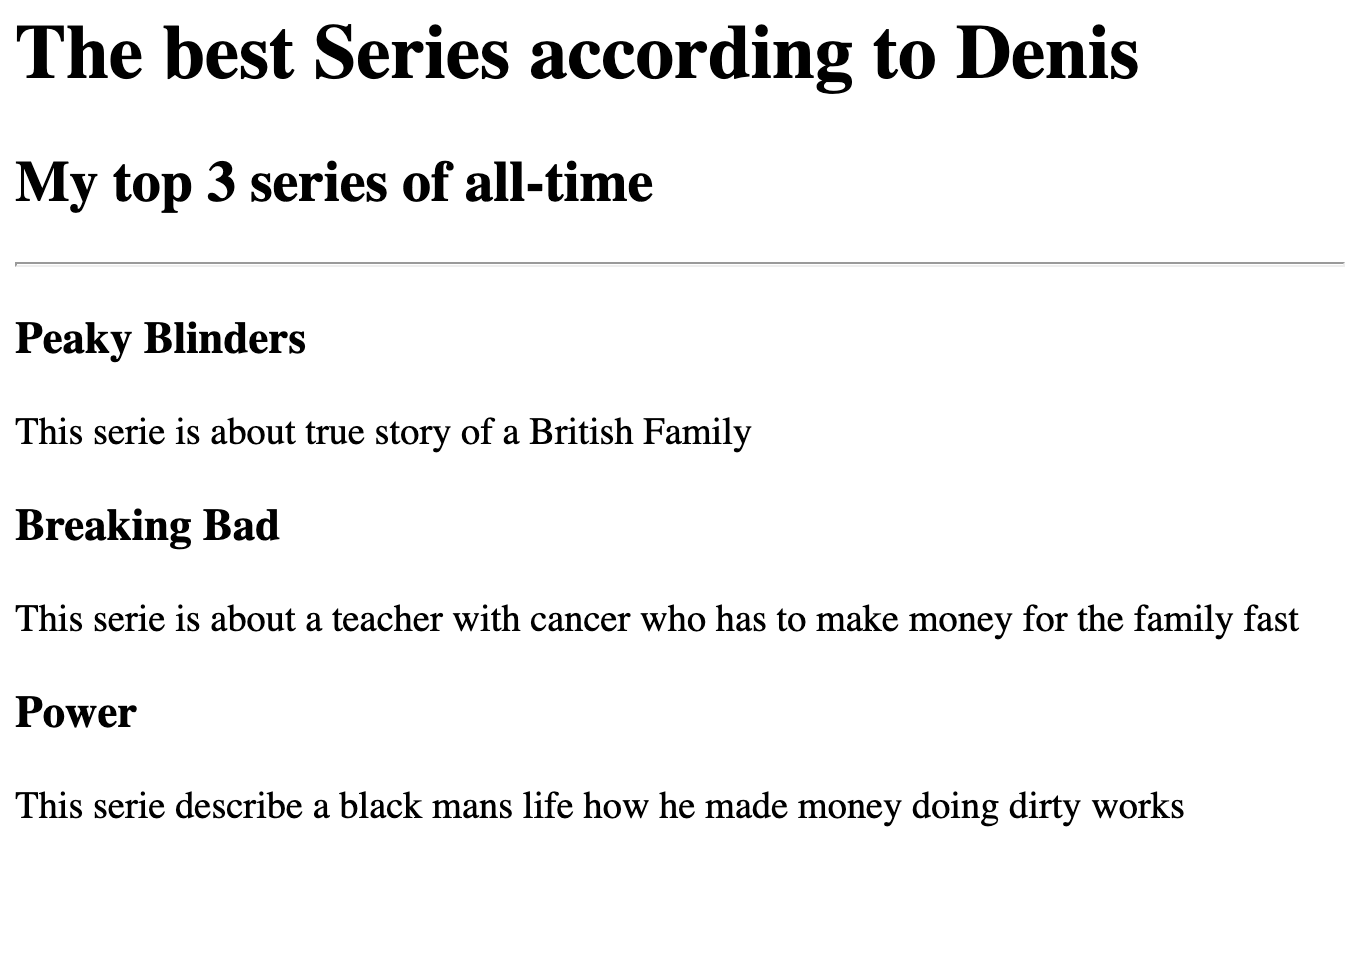 The best Series according to Denis
My top 3 series of all-time
Peaky Blinders
This serie is about true story of a British Family
Breaking Bad
This serie is about a teacher with cancer who has to make money for the family fast
Power
This serie describe a black mans life how he made money doing dirty works